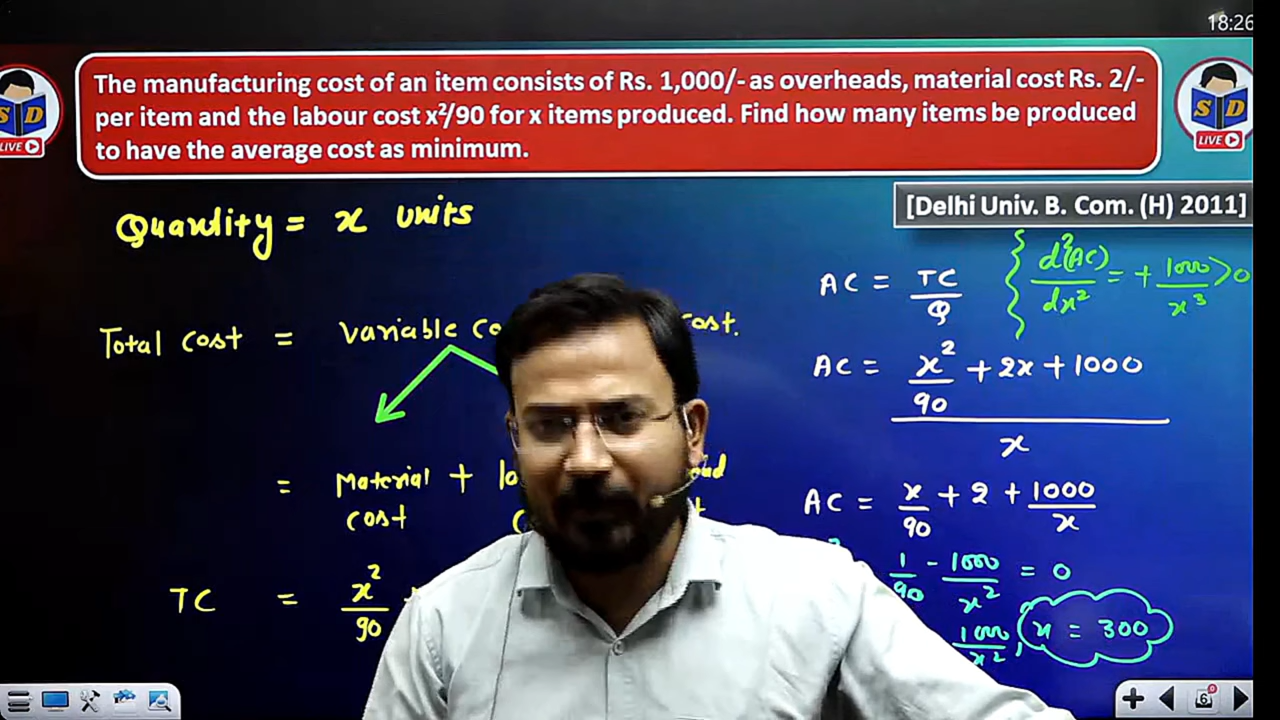 18:26
The manufacturing cost of an item consists of Rs. 1,000/- as overheads, material cost Rs. 2/-
per item and the labour cost x²/90 for x items produced. Find how many items be produced
to have the average cost as minimum.
S D
LIVE
S D
LIVE
[Delhi Univ. B. Com. (H) 2011]
Quantity = x units
Total cost = Variable
cost.
= Material +
cost
TC = x²/90
AC = TC/Q
{ d²(AC)/dx² = + 1000/x³ > 0
AC = (x²/90 + 2x + 1000)/x
AC = x/90 + 2 + 1000/x
1/90 - 1000/x² = 0
1000/x², x = 300
6